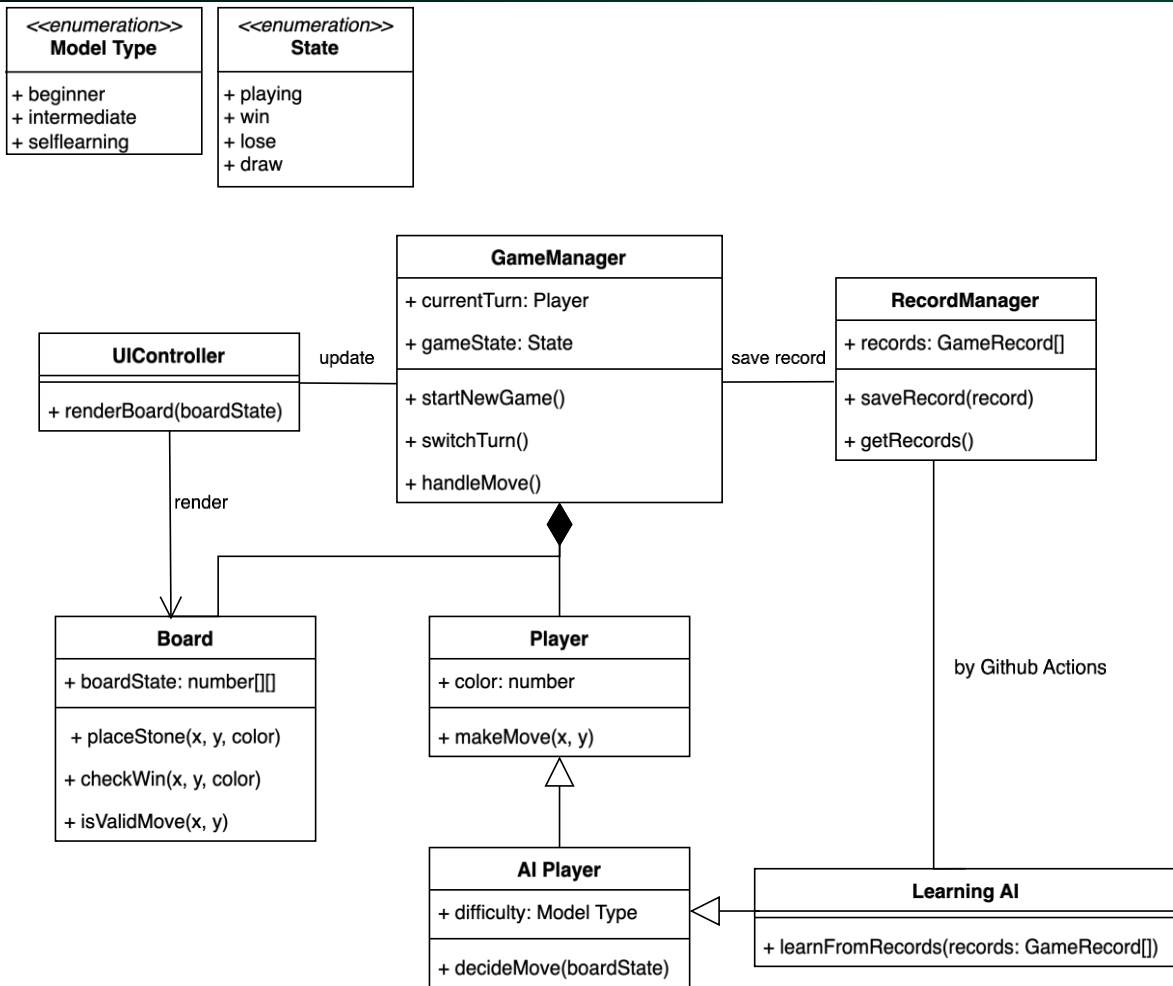 <<enumeration>>
Model Type
+ beginner
+ intermediate
+ selflearning
<<enumeration>>
State
+ playing
+ win
+ lose
+ draw
GameManager
+ currentTurn: Player
+ gameState: State
+ startNewGame()
+ switchTurn()
+ handleMove()
RecordManager
+ records: GameRecord[]
+ saveRecord(record)
+ getRecords()
UIController
+ renderBoard(boardState)
update
save record
render
Board
+ boardState: number[][]
+ placeStone(x, y, color)
+ checkWin(x, y, color)
+ isValidMove(x, y)
Player
+ color: number
+ makeMove(x, y)
by Github Actions
AI Player
+ difficulty: Model Type
+ decideMove(boardState)
Learning AI
+ learnFromRecords(records: GameRecord[])